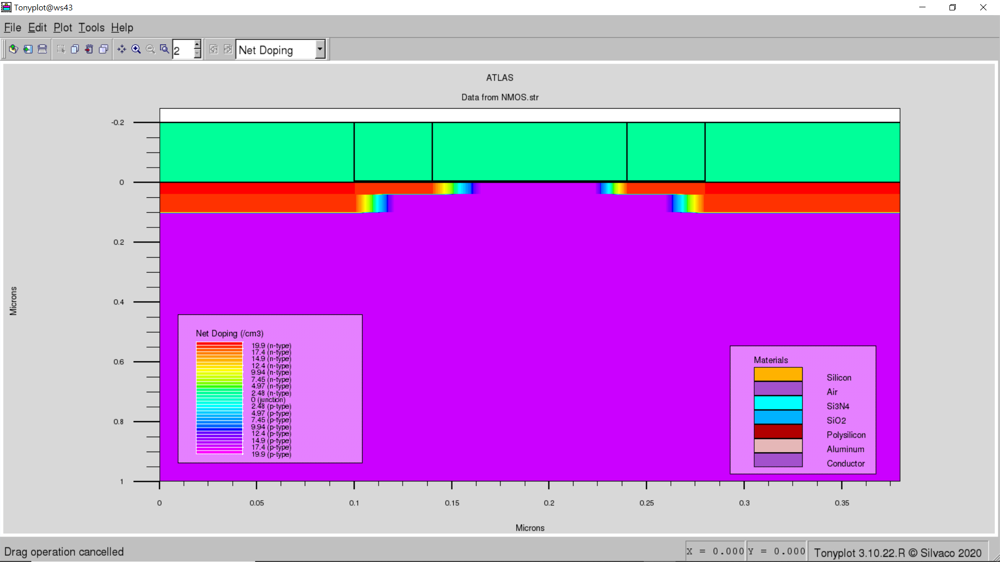 Tonyplot@ws43
File Edit Plot Tools Help
2
Net Doping
ATLAS
Data from NMOS.str
-0.2
0
0.2
0.4
0.6
0.8
1
Microns
Net Doping (/cm3)
19.9 (n-type)
17.4 (n-type)
14.9 (n-type)
12.4 (n-type)
9.94 (n-type)
7.45 (n-type)
4.97 (n-type)
2.48 (n-type)
0 (junction)
2.48 (p-type)
4.97 (p-type)
7.45 (p-type)
9.94 (p-type)
12.4 (p-type)
14.9 (p-type)
17.4 (p-type)
19.9 (p-type)
Materials
Silicon
Air
Si3N4
SiO2
Polysilicon
Aluminum
Conductor
0 0.05 0.1 0.15 0.2 0.25 0.3 0.35
Microns
Drag operation cancelled
X = 0.000 Y = 0.000 Tonyplot 3.10.22.R © Silvaco 2020